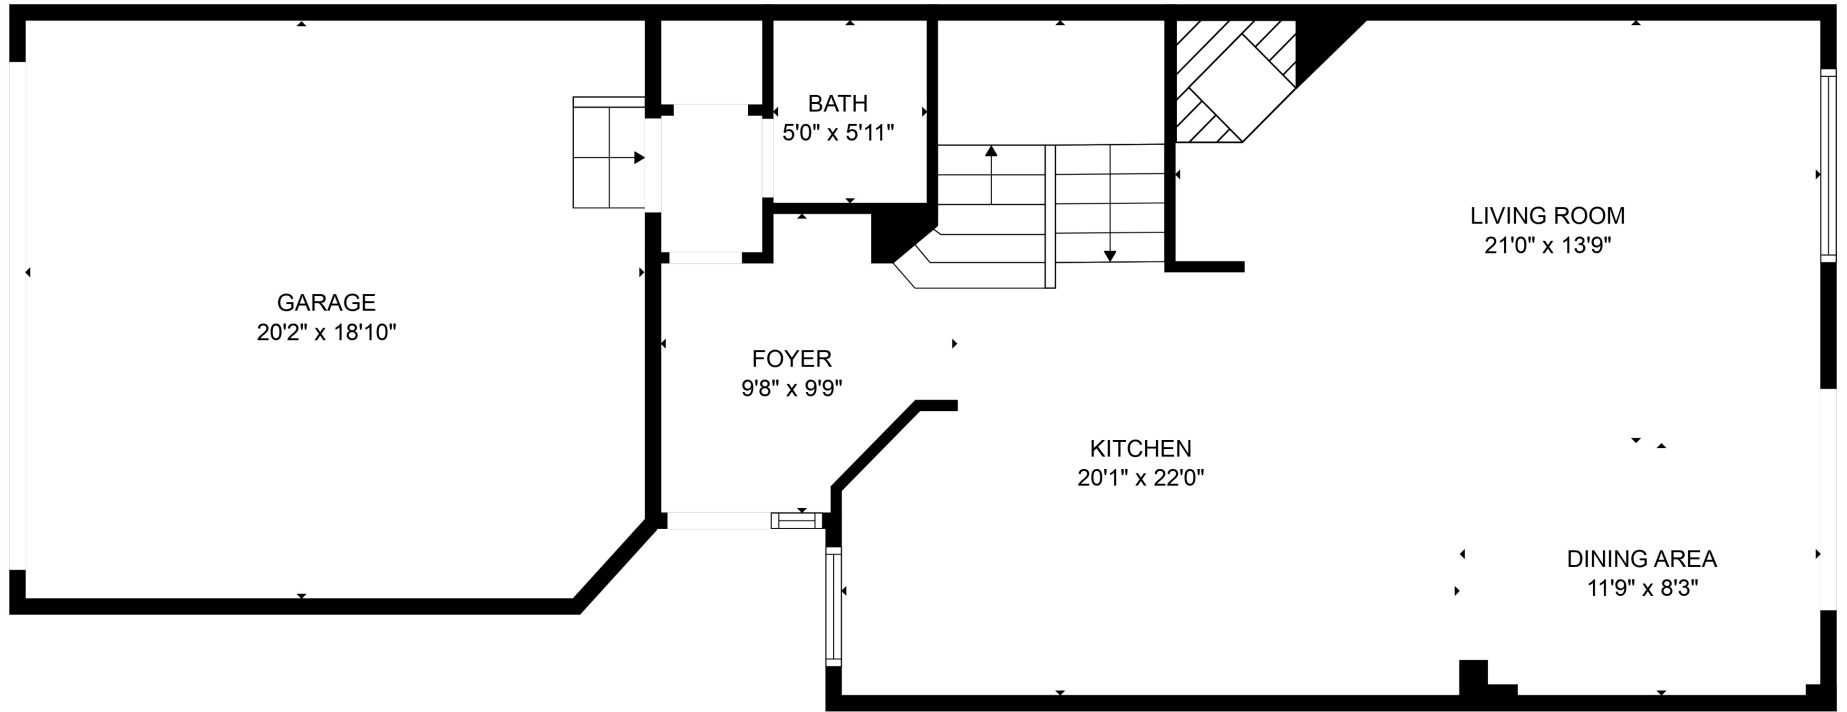 BATH
5'0" x 5'11"
LIVING ROOM
21'0" x 13'9"
GARAGE
20'2" x 18'10"
FOYER
9'8" x 9'9"
KITCHEN
20'1" x 22'0"
DINING AREA
11'9" x 8'3"